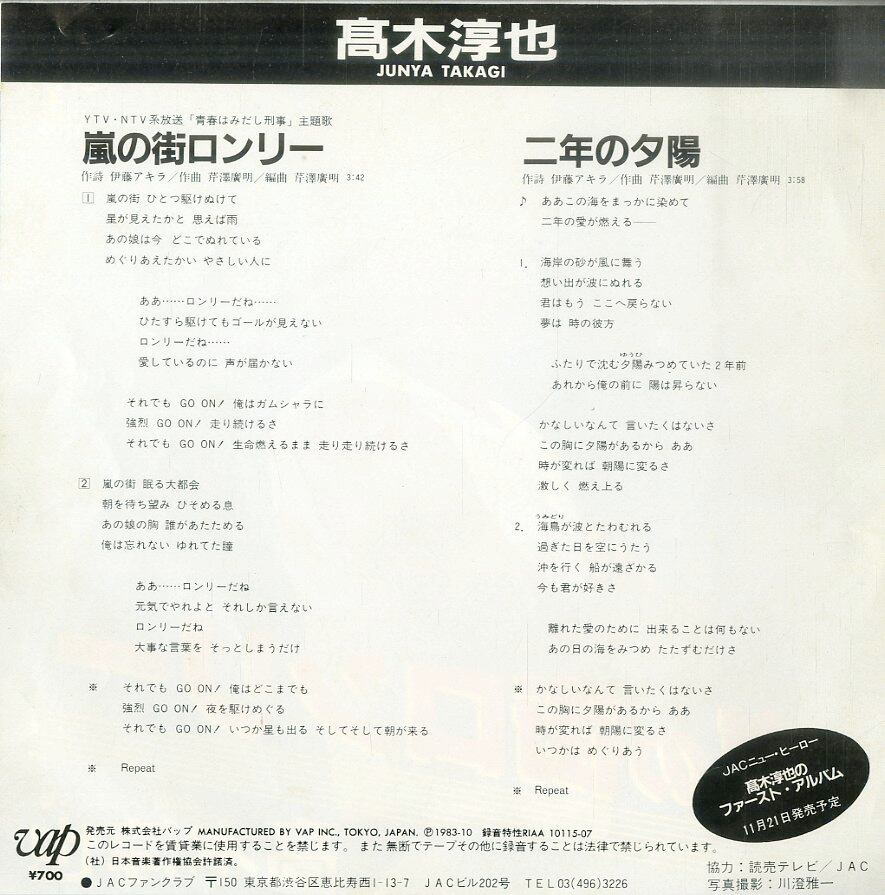 髙木淳也
JUNYA TAKAGI
YTV・NTV系放送「青春はみだし刑事」主題歌
嵐の街ロンリー
作詩 伊藤アキラ／作曲 芹澤廣明／編曲 芹澤廣明 3:42
1 嵐の街 ひとつ駆けぬけて
星が見えたかと 思えば雨
あの娘は今 どこでぬれている
めぐりあえたかい やさしい人に
ああ……ロンリーだね……
ひたすら駆けてもゴールが見えない
ロンリーだね……
愛しているのに 声が届かない
それでも GO ON! 俺はガムシャラに
強烈 GO ON! 走り続けるさ
それでも GO ON! 生命燃えるまま 走り走り続けるさ
2 嵐の街 眠る大都会
朝を待ち望み ひそめる息
あの娘の胸 誰があたためる
俺は忘れない ゆれてた瞳
ああ……ロンリーだね
元気でやれよと それしか言えない
ロンリーだね
大事な言葉を そっとしまうだけ
※ それでも GO ON! 俺はどこまでも
強烈 GO ON! 夜を駆けめぐる
それでも GO ON! いつか星も出る そしてそして朝が来る
※ Repeat
二年の夕陽
作詩 伊藤アキラ／作曲 芹澤廣明／編曲 芹澤廣明 3:58
♪ ああこの海をまっかに染めて
二年の愛が燃える——
1. 海岸の砂が風に舞う
想い出が波にぬれる
君はもう ここへ戻らない
夢は 時の彼方
ゆうひ
ふたりで沈む夕陽みつめていた2年前
あれから俺の前に 陽は昇らない
かなしいなんて 言いたくはないさ
この胸に夕陽があるから ああ
時が変れば 朝陽に変るさ
激しく 燃え上る
うみどり
2. 海鳥が波とたわむれる
過ぎた日を空にうたう
沖を行く 船が遠ざかる
今も君が好きさ
離れた愛のために 出来ることは何もない
あの日の海をみつめ たたずむだけさ
※ かなしいなんて 言いたくはないさ
この胸に夕陽があるから ああ
時が変れば 朝陽に変るさ
いつかは めぐりあう
※ Repeat
JACニュー・ヒーロー
髙木淳也の
ファースト・アルバム
11月21日発売予定
vap
¥700
発売元 株式会社バップ MANUFACTURED BY VAP INC., TOKYO, JAPAN. Ⓟ1983-10 録音特性RIAA 10115-07
このレコードを賃貸業に使用することを禁じます。また無断でテープその他に録音することは法律で禁じられています。
(社)日本音楽著作権協会許諾済。
●JACファンクラブ 〒150 東京都渋谷区恵比寿西1-13-7 JACビル202号 TEL03(496)3226
協力：読売テレビ／JAC
写真撮影：川澄雅一